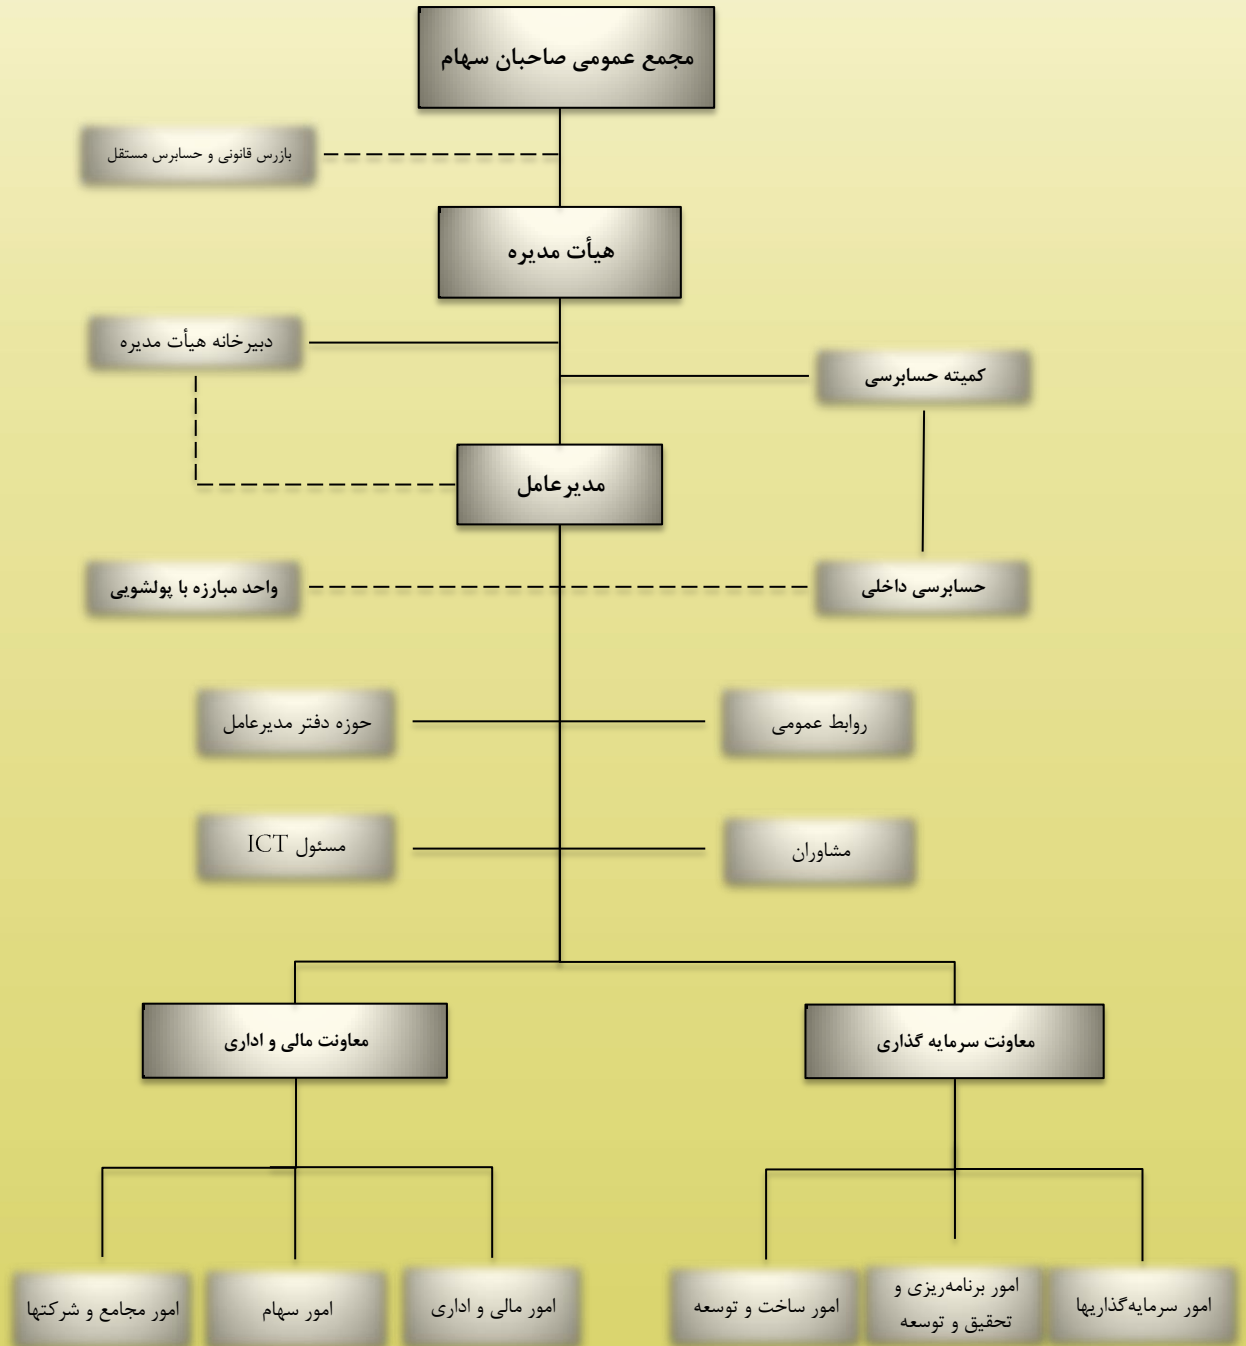 مجمع عمومی صاحبان سهام
بازرس قانونی و حسابرس مستقل
هیأت مدیره
دبیرخانه هیأت مدیره
کمیته حسابرسی
مدیرعامل
حسابرسی داخلی
واحد مبارزه با پولشویی
روابط عمومی
حوزه دفتر مدیرعامل
مشاوران
مسئول ICT
معاونت سرمایه گذاری
معاونت مالی و اداری
امور سرمایه‌گذاریها
امور برنامه‌ریزی و
تحقیق و توسعه
امور ساخت و توسعه
امور مالی و اداری
امور سهام
امور مجامع و شرکتها